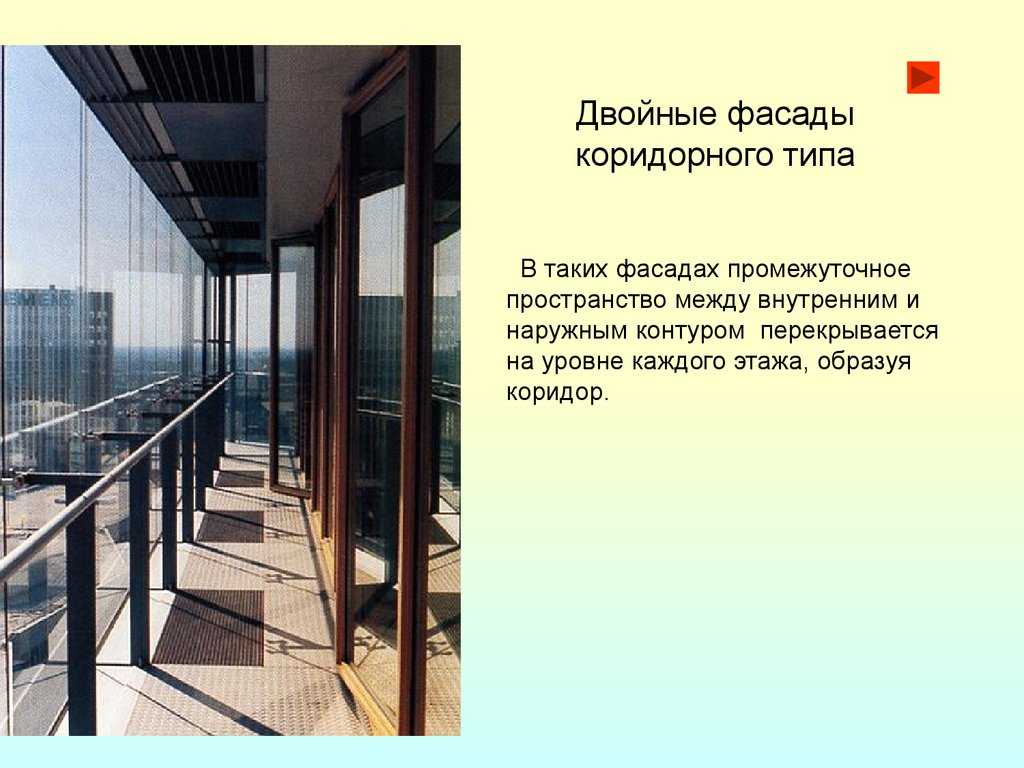 Двойные фасады
коридорного типа
В таких фасадах промежуточное
пространство между внутренним и
наружным контуром перекрывается
на уровне каждого этажа, образуя
коридор.